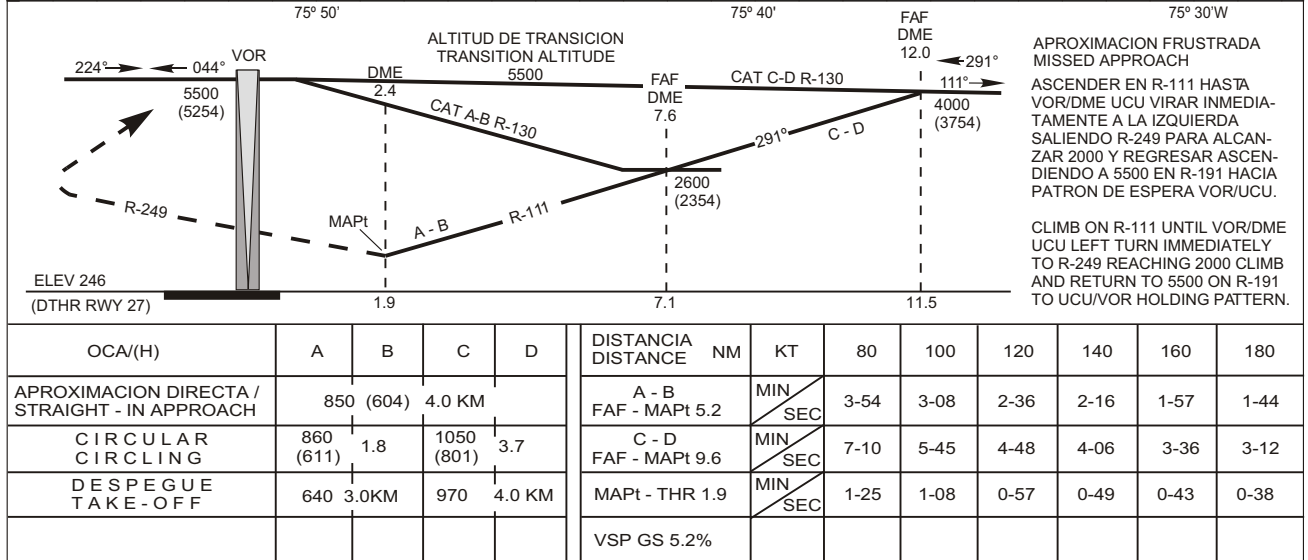 75º 50'
75º 40'
75º 30'W
ALTITUD DE TRANSICION
TRANSITION ALTITUDE
5500
VOR
224°
044°
5500
(5254)
DME
2.4
CAT A-B R-130
FAF
DME
7.6
CAT C-D R-130
FAF
DME
12.0
291°
111°
4000
(3754)
291º
C - D
2600
(2354)
R-249
MAPt
A - B
R-111
ELEV 246
(DTHR RWY 27)
1.9
7.1
11.5
APROXIMACION FRUSTRADA
MISSED APPROACH
ASCENDER EN R-111 HASTA
VOR/DME UCU VIRAR INMEDIA-
TAMENTE A LA IZQUIERDA
SALIENDO R-249 PARA ALCAN-
ZAR 2000 Y REGRESAR ASCEN-
DIENDO A 5500 EN R-191 HACIA
PATRON DE ESPERA VOR/UCU.
CLIMB ON R-111 UNTIL VOR/DME
UCU LEFT TURN IMMEDIATELY
TO R-249 REACHING 2000 CLIMB
AND RETURN TO 5500 ON R-191
TO UCU/VOR HOLDING PATTERN.
OCA/(H) A B C D
APROXIMACION DIRECTA /
STRAIGHT - IN APPROACH
850 (604) 4.0 KM
CIRCULAR
CIRCLING
860
(611)
1.8
1050
(801)
3.7
DESPEGUE
TAKE-OFF
640 3.0KM 970 4.0 KM
DISTANCIA
DISTANCE NM KT 80 100 120 140 160 180
A - B
FAF - MAPt 5.2
MIN
SEC
3-54 3-08 2-36 2-16 1-57 1-44
C - D
FAF - MAPt 9.6
MIN
SEC
7-10 5-45 4-48 4-06 3-36 3-12
MAPt - THR 1.9
MIN
SEC
1-25 1-08 0-57 0-49 0-43 0-38
VSP GS 5.2%